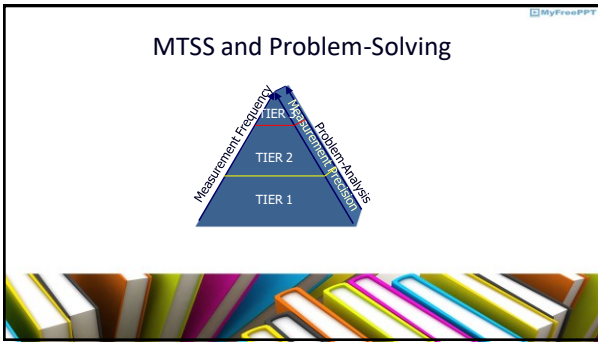 MyFreePPT
MTSS and Problem-Solving
Measurement Frequency
TIER 3
Problem-Analysis
Measurement Precision
TIER 2
TIER 1